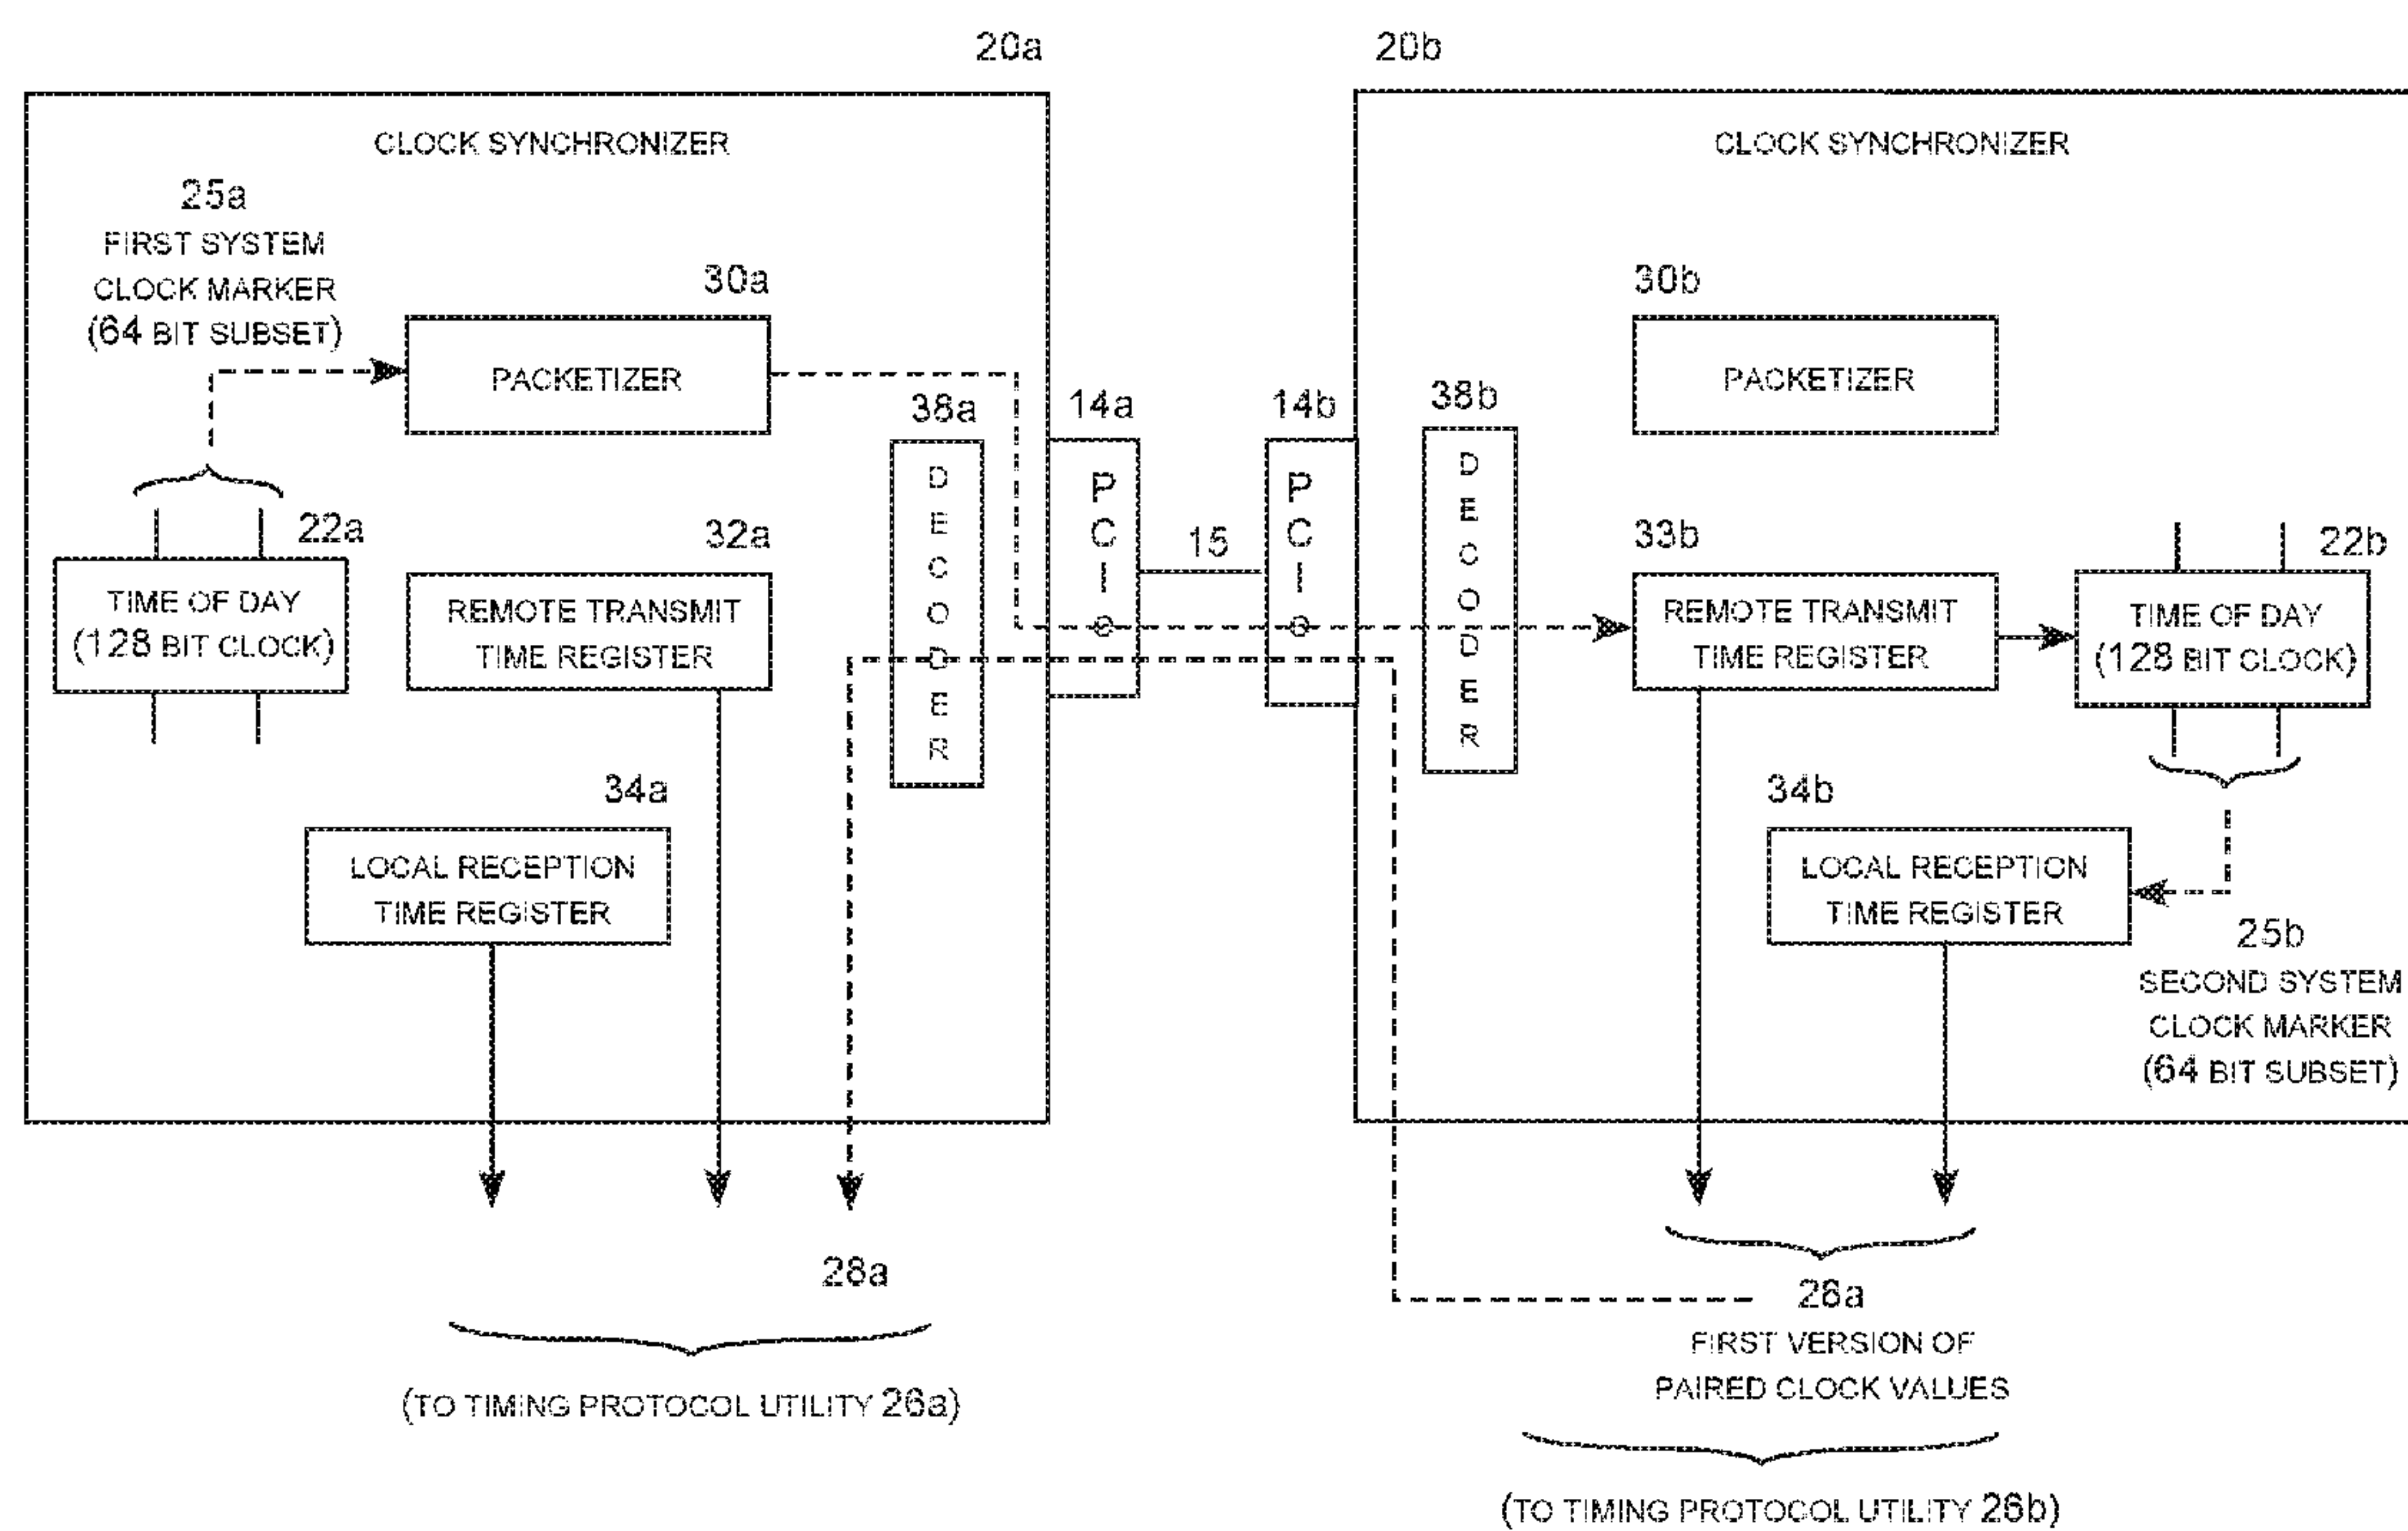 20a
20b
CLOCK SYNCHRONIZER
CLOCK SYNCHRONIZER
25a
FIRST SYSTEM
CLOCK MARKER
(64 BIT SUBSET)
30a
PACKETIZER
30b
PACKETIZER
38a
DECODER
14a
PCI
14b
PCI
15
38b
DECODER
22a
TIME OF DAY
(128 BIT CLOCK)
32a
REMOTE TRANSMIT
TIME REGISTER
33b
REMOTE TRANSMIT
TIME REGISTER
22b
TIME OF DAY
(128 BIT CLOCK)
34a
LOCAL RECEPTION
TIME REGISTER
34b
LOCAL RECEPTION
TIME REGISTER
25b
SECOND SYSTEM
CLOCK MARKER
(64 BIT SUBSET)
28a
(TO TIMING PROTOCOL UTILITY 26a)
28a
FIRST VERSION OF
PAIRED CLOCK VALUES
(TO TIMING PROTOCOL UTILITY 26b)